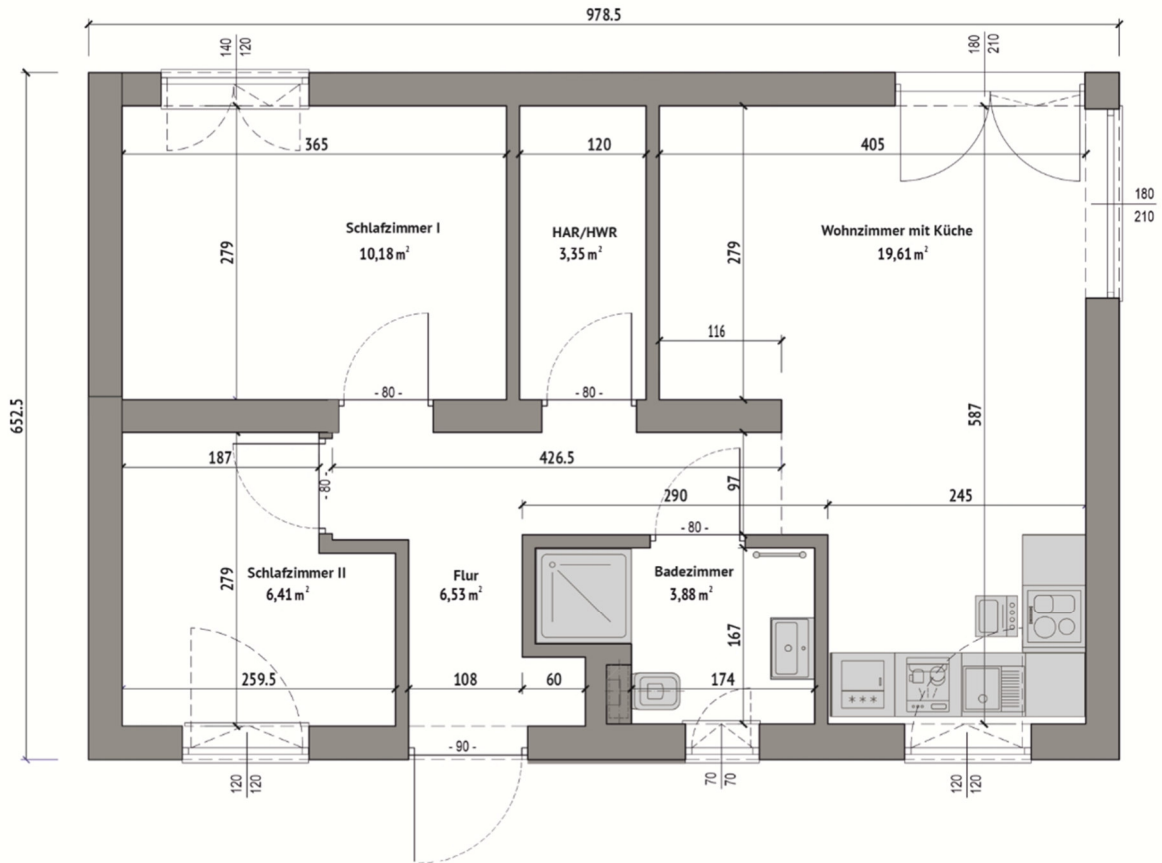 978.5
140
120
180
210
365
120
405
180
210
Schlafzimmer I
10,18 m²
HAR/HWR
3,35 m²
Wohnzimmer mit Küche
19,61 m²
279
279
116
- 80 -
- 80 -
652.5
587
187
426.5
- 80 -
97
290
245
- 80 -
Schlafzimmer II
6,41 m²
279
Flur
6,53 m²
Badezimmer
3,88 m²
167
259.5
108
60
174
***
- 90 -
120
120
70
70
120
120